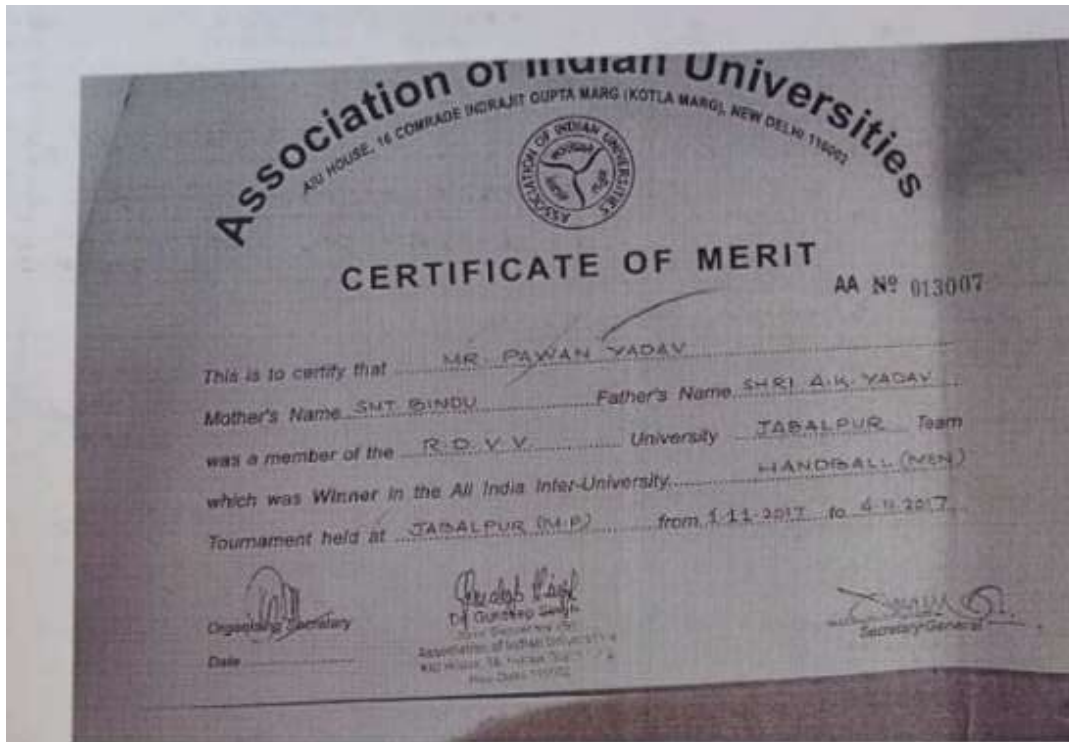 Association of Indian Universities
AIU HOUSE, 16 COMRADE INDRAJIT GUPTA MARG (KOTLA MARG), NEW DELHI 110002
ASSOCIATION OF INDIAN UNIVERSITIES
CERTIFICATE OF MERIT
AA Nº 013007
This is to certify that MR. PAWAN YADAV
Mother's Name SMT. BINDU Father's Name SHRI A.K. YADAV
was a member of the R.D.V.V. University JABALPUR Team
which was Winner in the All India Inter-University HANDBALL (MEN)
Tournament held at JABALPUR (M.P) from 1-11-2017 to 4-11-2017
Organising Secretary
Dr Gurdeep Singh
Association of Indian Universities
Secretary General
Date